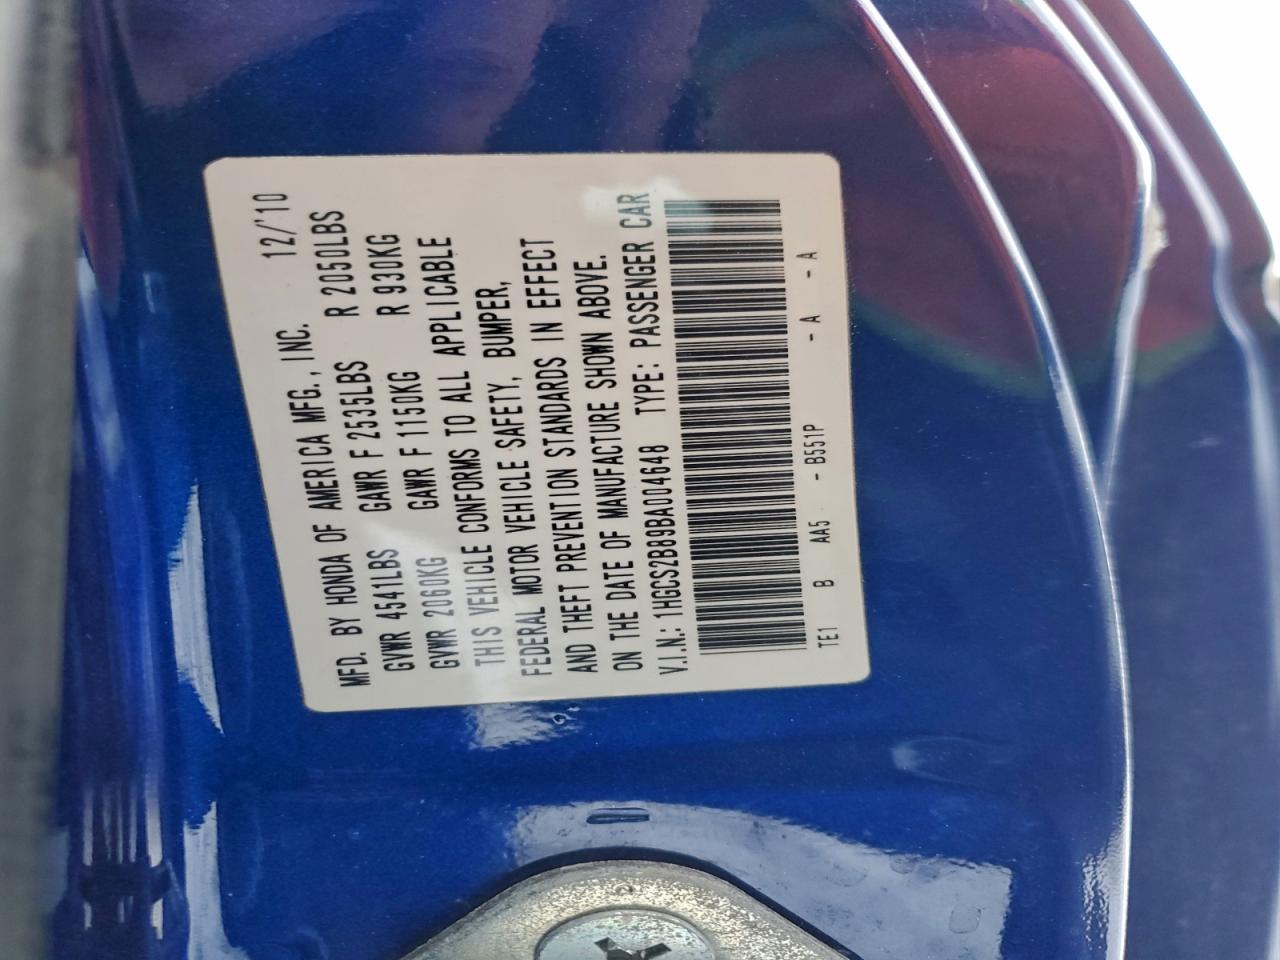 12/'10
MFD. BY HONDA OF AMERICA MFG., INC.
GVWR 4541LBS GAWR F 2535LBS R 2050LBS
GVWR 2060KG GAWR F 1150KG R 930KG
THIS VEHICLE CONFORMS TO ALL APPLICABLE
FEDERAL MOTOR VEHICLE SAFETY, BUMPER,
AND THEFT PREVENTION STANDARDS IN EFFECT
ON THE DATE OF MANUFACTURE SHOWN ABOVE.
V.I.N.: 1HGCS2B89BA004648 TYPE: PASSENGER CAR
TE1 B AA5 - B551P - A - A